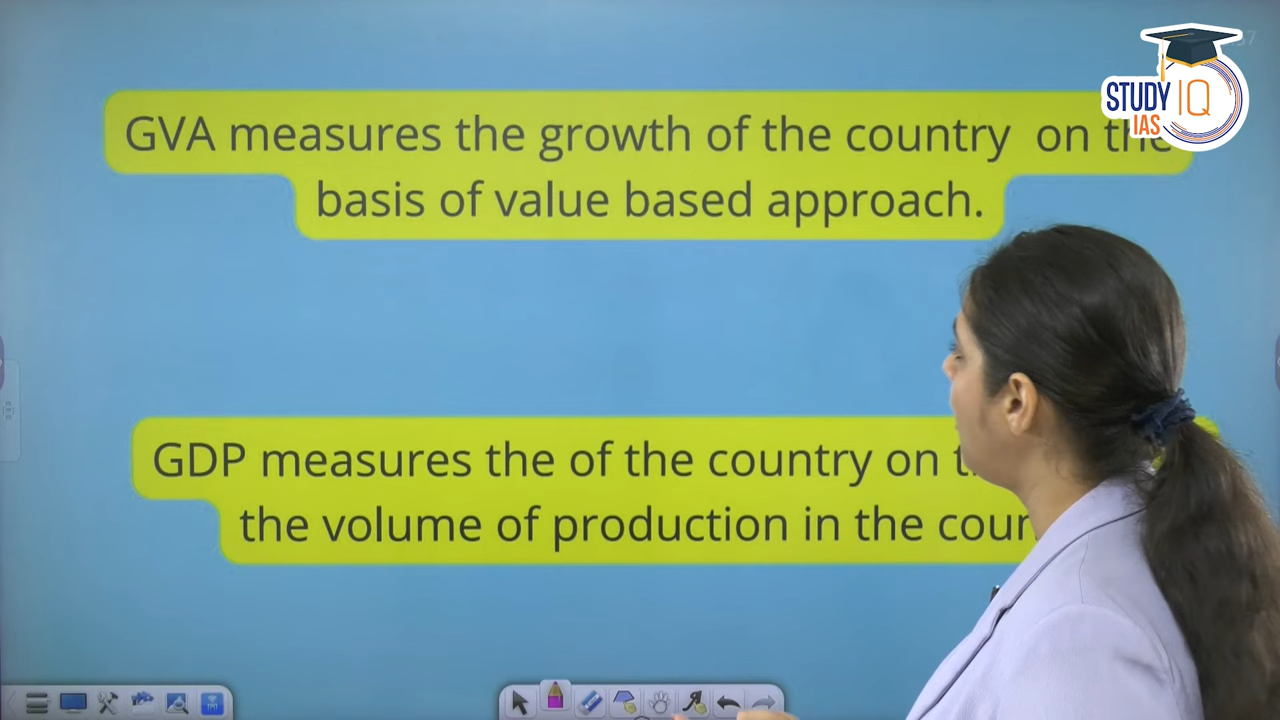 GVA measures the growth of the country on the
basis of value based approach.
GDP measures the of the country on
the volume of production in the
STUDY IQ
IAS